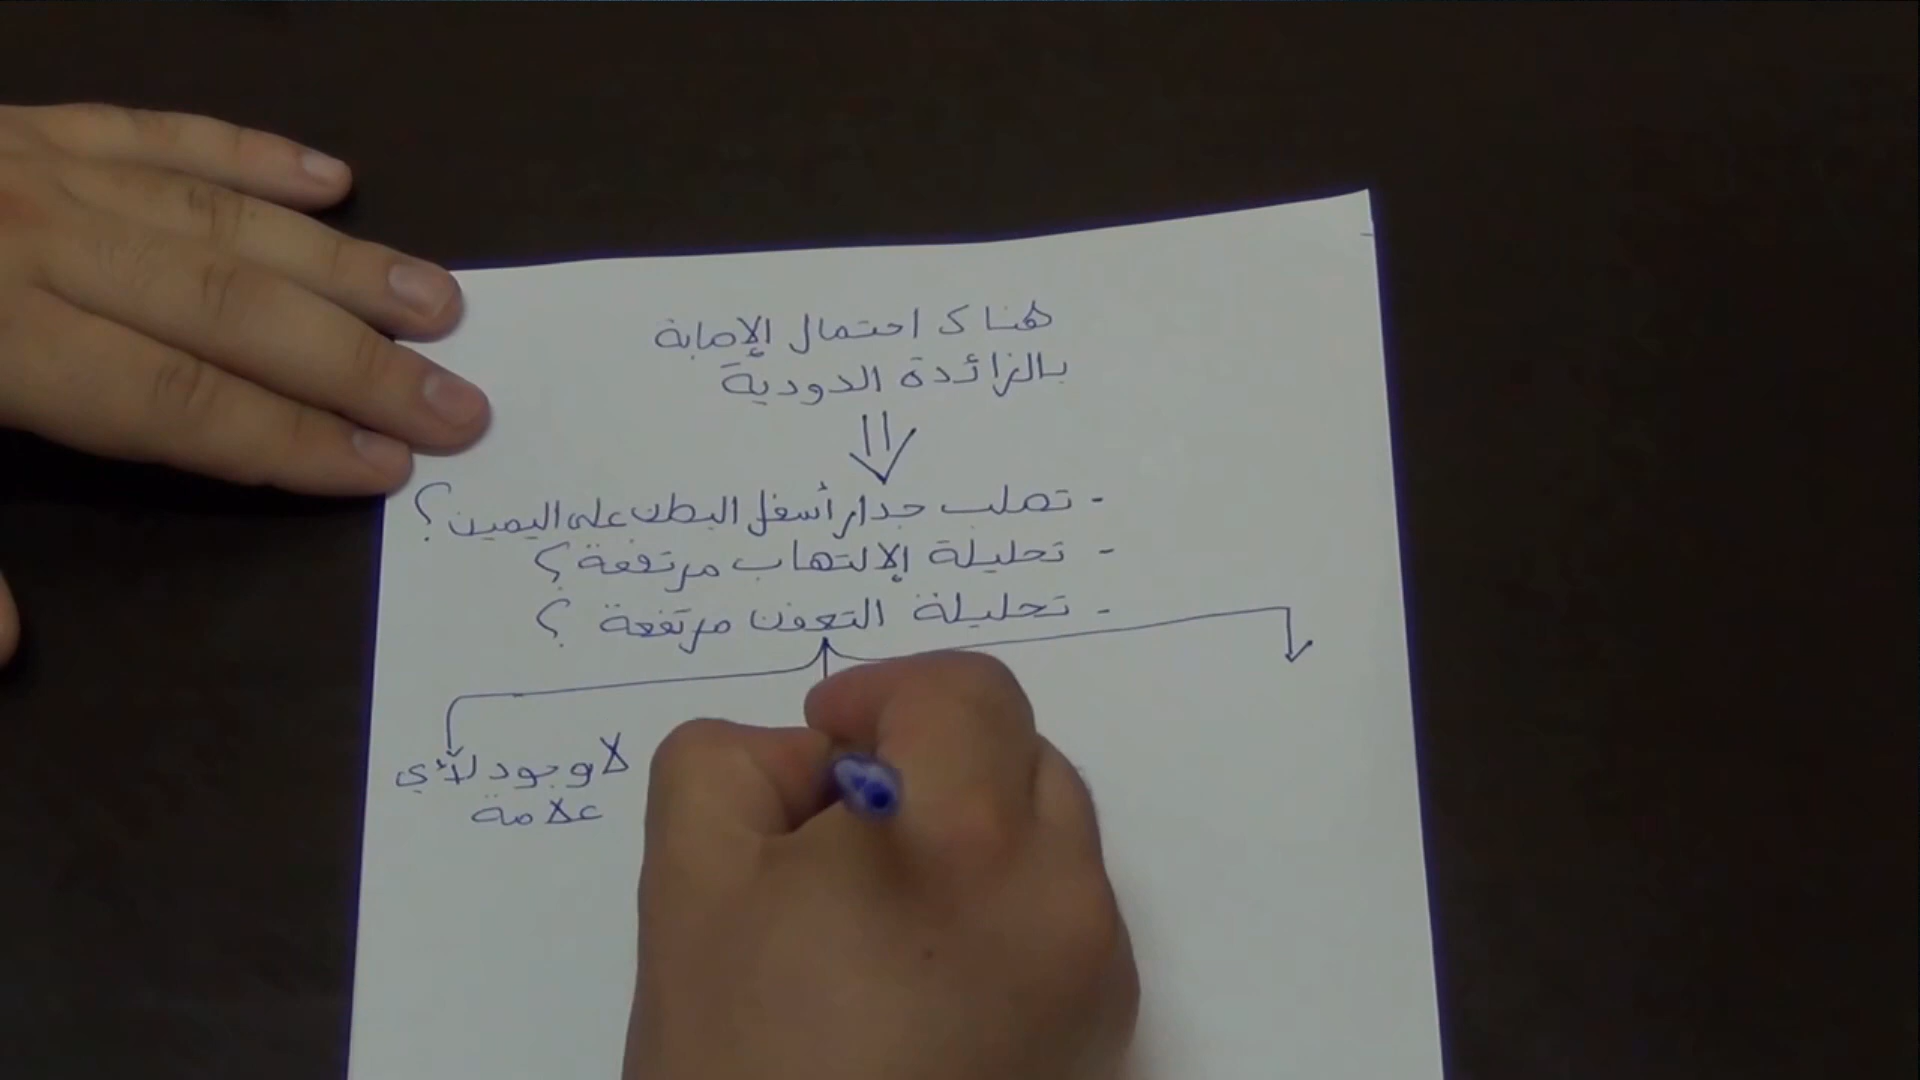 هناك احتمال الإصابة
بالزائدة الدودية
- تصلب جدار أسفل البطن على اليمين؟
- تحليلة الإلتهاب مرتفعة؟
- تحليلة التعفن مرتفعة؟
لا وجود لأي
علامة